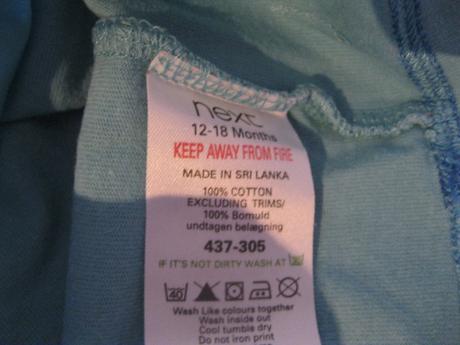 next
12-18 Months
KEEP AWAY FROM FIRE
MADE IN SRI LANKA
100% COTTON
EXCLUDING TRIMS/
100% Bomuld
undtagen belægning
437-305
IF IT'S NOT DIRTY WASH AT
40
Wash Like colours together
Wash inside out
Cool tumble dry
Do not iron print